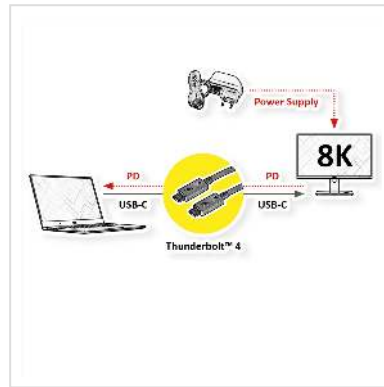 Power Supply
8K
PD
PD
USB-C
USB-C
Thunderbolt™ 4